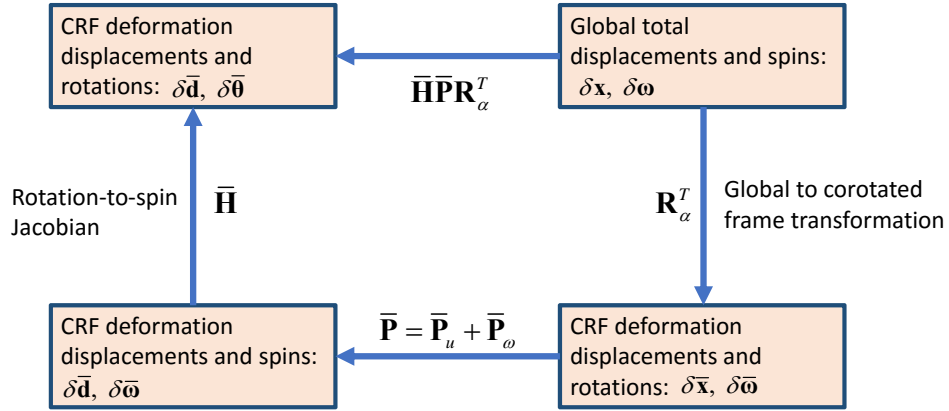 CRF deformation
displacements and
rotations: δd̄, δθ̄
Global total
displacements and spins:
δx, δω
H̄P̄R_α^T
Rotation-to-spin
Jacobian
H̄
R_α^T
Global to corotated
frame transformation
CRF deformation
displacements and spins:
δd̄, δω̄
P̄ = P̄_u + P̄_ω
CRF deformation
displacements and
rotations: δx̄, δω̄